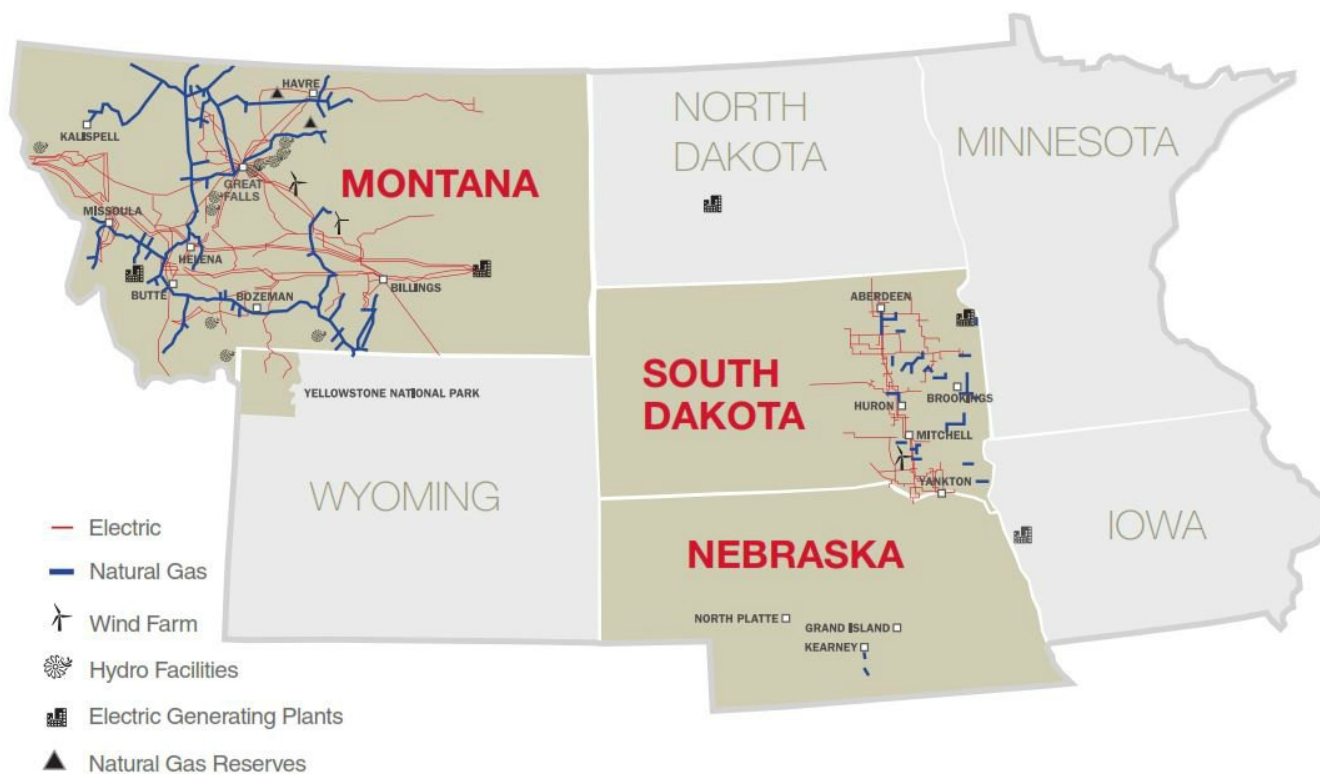 HAVRE
KALISPELL
NORTH
DAKOTA
MINNESOTA
MONTANA
GREAT
FALLS
MISSOULA
HELENA
BUTTE
BOZEMAN
BILLINGS
ABERDEEN
SOUTH
DAKOTA
YELLOWSTONE NATIONAL PARK
BROOKINGS
HURON
MITCHELL
YANKTON
WYOMING
IOWA
NEBRASKA
NORTH PLATTE
GRAND ISLAND
KEARNEY
Electric
Natural Gas
Wind Farm
Hydro Facilities
Electric Generating Plants
Natural Gas Reserves